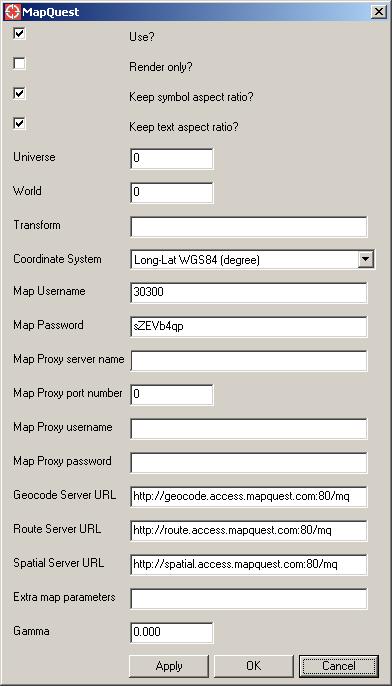 MapQuest
Use?
Render only?
Keep symbol aspect ratio?
Keep text aspect ratio?
Universe 0
World 0
Transform
Coordinate System Long-Lat WGS84 (degree)
Map Username 30300
Map Password sZEVb4qp
Map Proxy server name
Map Proxy port number 0
Map Proxy username
Map Proxy password
Geocode Server URL http://geocode.access.mapquest.com:80/mq
Route Server URL http://route.access.mapquest.com:80/mq
Spatial Server URL http://spatial.access.mapquest.com:80/mq
Extra map parameters
Gamma 0.000
Apply OK Cancel